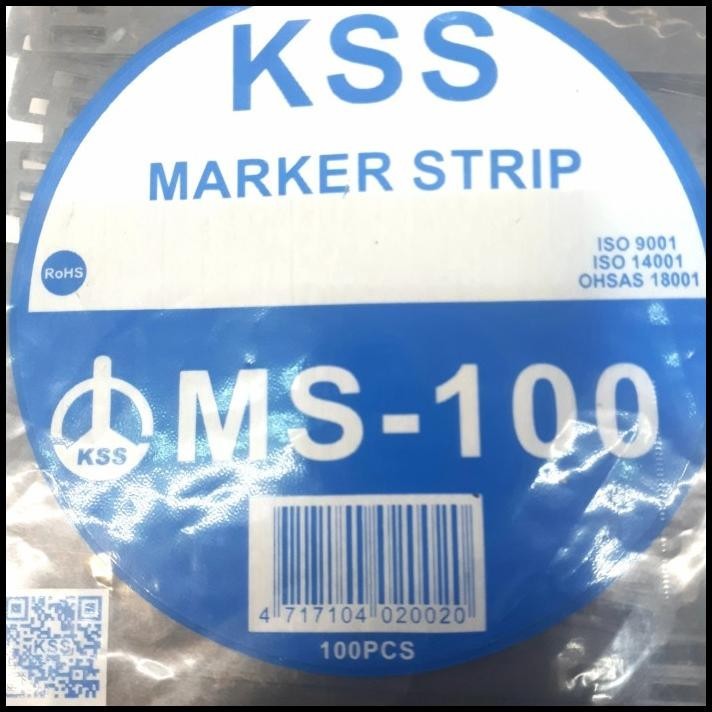 KSS
MARKER STRIP
RoHS
ISO 9001
ISO 14001
OHSAS 18001
KSS
MS-100
4 717104 020020
100PCS
KSS